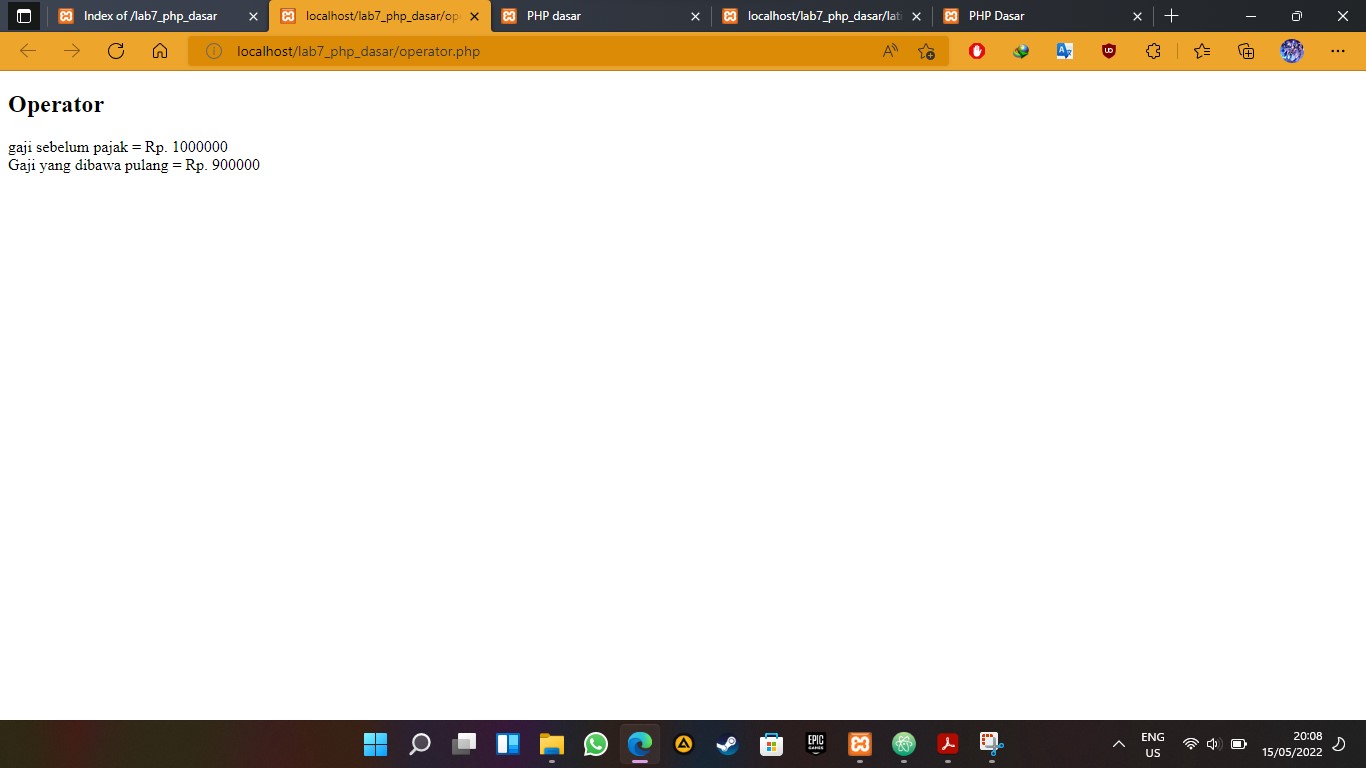 Index of /lab7_php_dasar
localhost/lab7_php_dasar/op
PHP dasar
localhost/lab7_php_dasar/lati
PHP Dasar
localhost/lab7_php_dasar/operator.php
Operator
gaji sebelum pajak = Rp. 1000000
Gaji yang dibawa pulang = Rp. 900000
EPIC
GAMES
ENG
US
20:08
15/05/2022